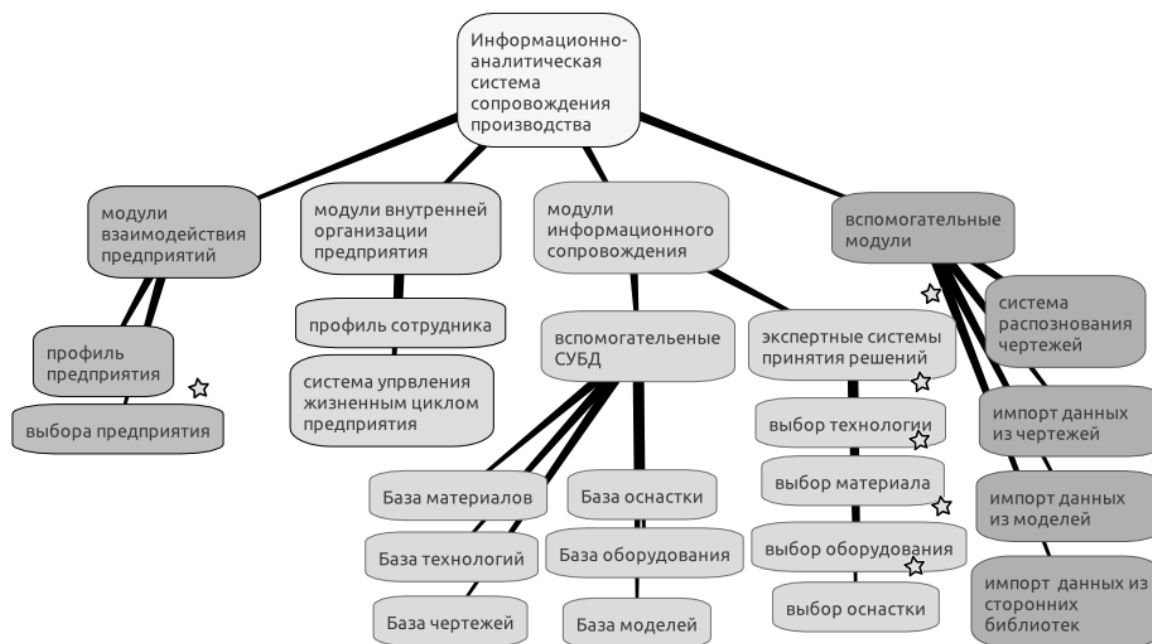 Информационно-
аналитическая
система
сопровождения
производства
модули
взаимодействия
предприятий
модули внутренней
организации
предприятия
модули
информационного
сопровождения
вспомогательные
модули
профиль
предприятия
выбора предприятия
профиль сотрудника
система упрвления
жизненным циклом
предприятия
вспомогательеные
СУБД
База материалов
База технологий
База чертежей
База оснастки
База оборудования
База моделей
экспертные системы
принятия решений
выбор технологии
выбор материала
выбор оборудования
выбор оснастки
система
распознования
чертежей
импорт данных
из чертежей
импорт данных
из моделей
импорт данных из
сторонних
библиотек